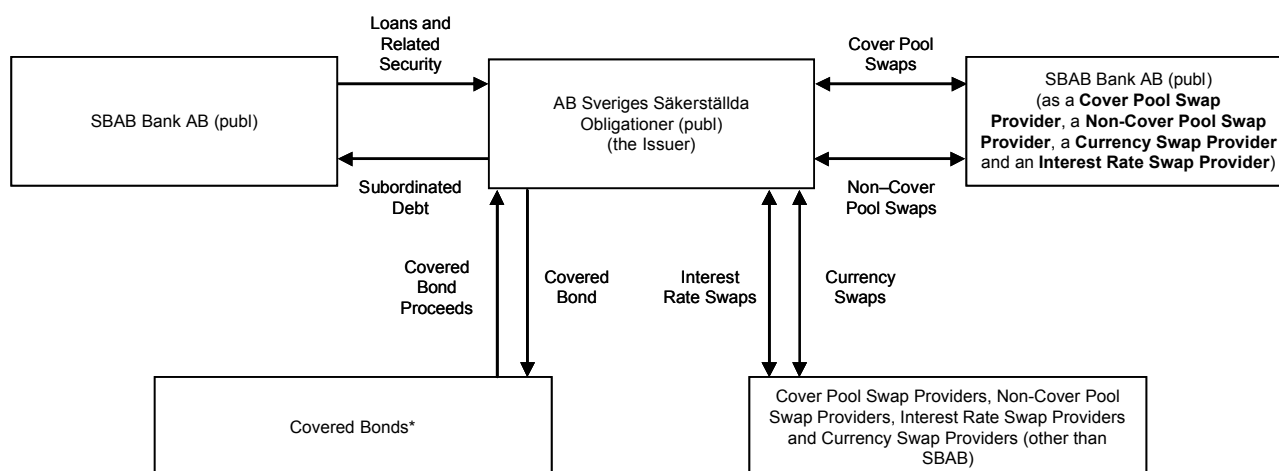 Loans and
Related
Security
SBAB Bank AB (publ)
Subordinated
Debt
AB Sveriges Säkerställda
Obligationer (publ)
(the Issuer)
Cover Pool
Swaps
Non–Cover
Pool Swaps
SBAB Bank AB (publ)
(as a Cover Pool Swap
Provider, a Non-Cover Pool Swap
Provider, a Currency Swap Provider
and an Interest Rate Swap Provider)
Covered
Bond
Proceeds
Covered
Bond
Interest
Rate Swaps
Currency
Swaps
Covered Bonds*
Cover Pool Swap Providers, Non-Cover Pool
Swap Providers, Interest Rate Swap Providers
and Currency Swap Providers (other than
SBAB)